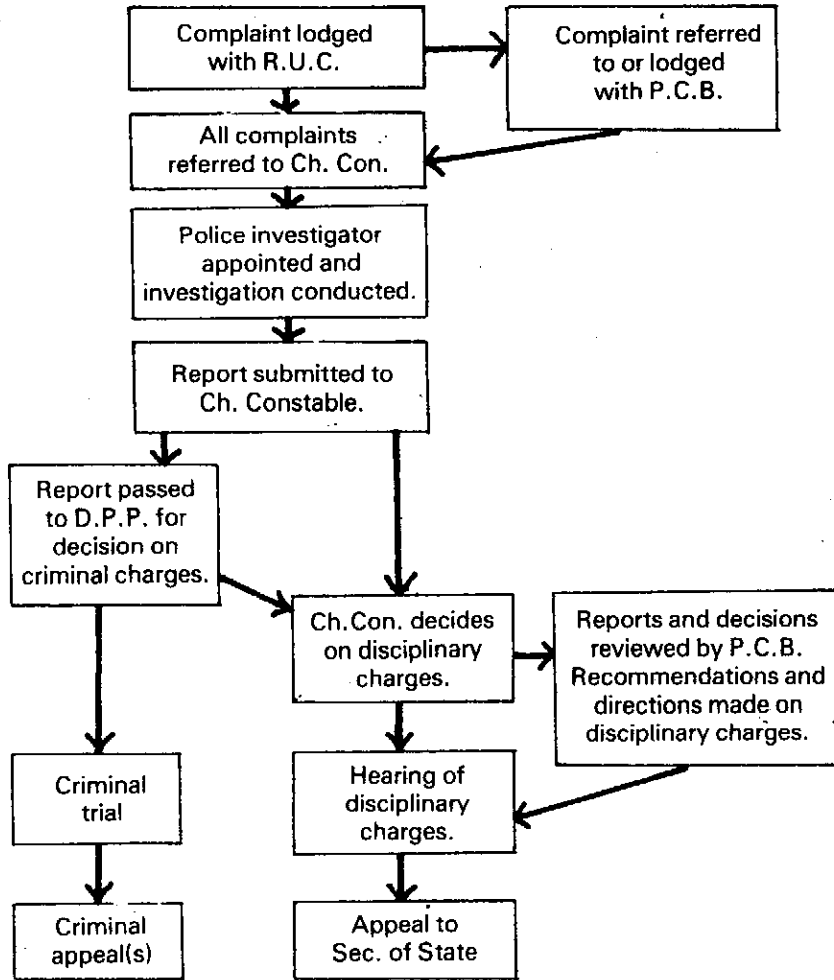 Complaint lodged
with R.U.C.
Complaint referred
to or lodged
with P.C.B.
All complaints
referred to Ch. Con.
Police investigator
appointed and
investigation conducted.
Report submitted to
Ch. Constable.
Report passed
to D.P.P. for
decision on
criminal charges.
Ch.Con. decides
on disciplinary
charges.
Reports and decisions
reviewed by P.C.B.
Recommendations and
directions made on
disciplinary charges.
Criminal
trial
Hearing of
disciplinary
charges.
Criminal
appeal(s)
Appeal to
Sec. of State